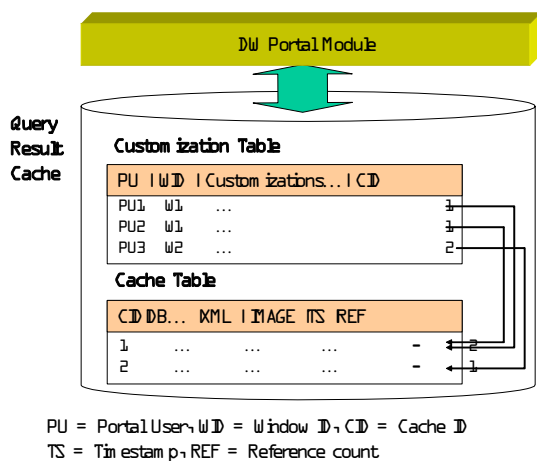 DW Portal Module
Query
Result
Cache
Customization Table
PU | WID | Customizations... | CID
PU1 W1 ... 1
PU2 W1 ... 1
PU3 W2 ... 2
Cache Table
CID DB... XML | IMAGE TS REF
1 ... ... ... - 2
2 ... ... ... - 1
PU = Portal User, WID = Window ID, CID = Cache ID
TS = Timestamp, REF = Reference count